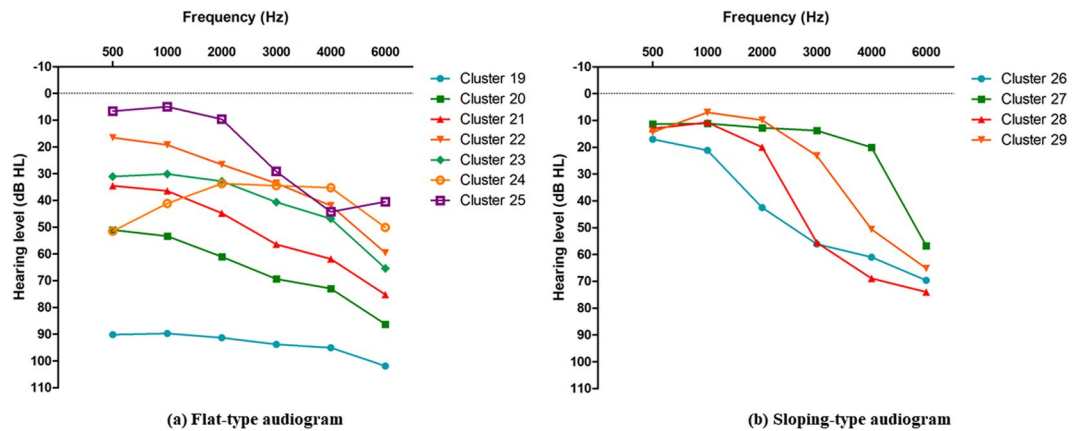 Frequency (Hz)
500 1000 2000 3000 4000 6000
Hearing level (dB HL)
-10
0
10
20
30
40
50
60
70
80
90
100
110
Cluster 19
Cluster 20
Cluster 21
Cluster 22
Cluster 23
Cluster 24
Cluster 25
(a) Flat-type audiogram
Frequency (Hz)
500 1000 2000 3000 4000 6000
Hearing level (dB HL)
-10
0
10
20
30
40
50
60
70
80
90
100
110
Cluster 26
Cluster 27
Cluster 28
Cluster 29
(b) Sloping-type audiogram